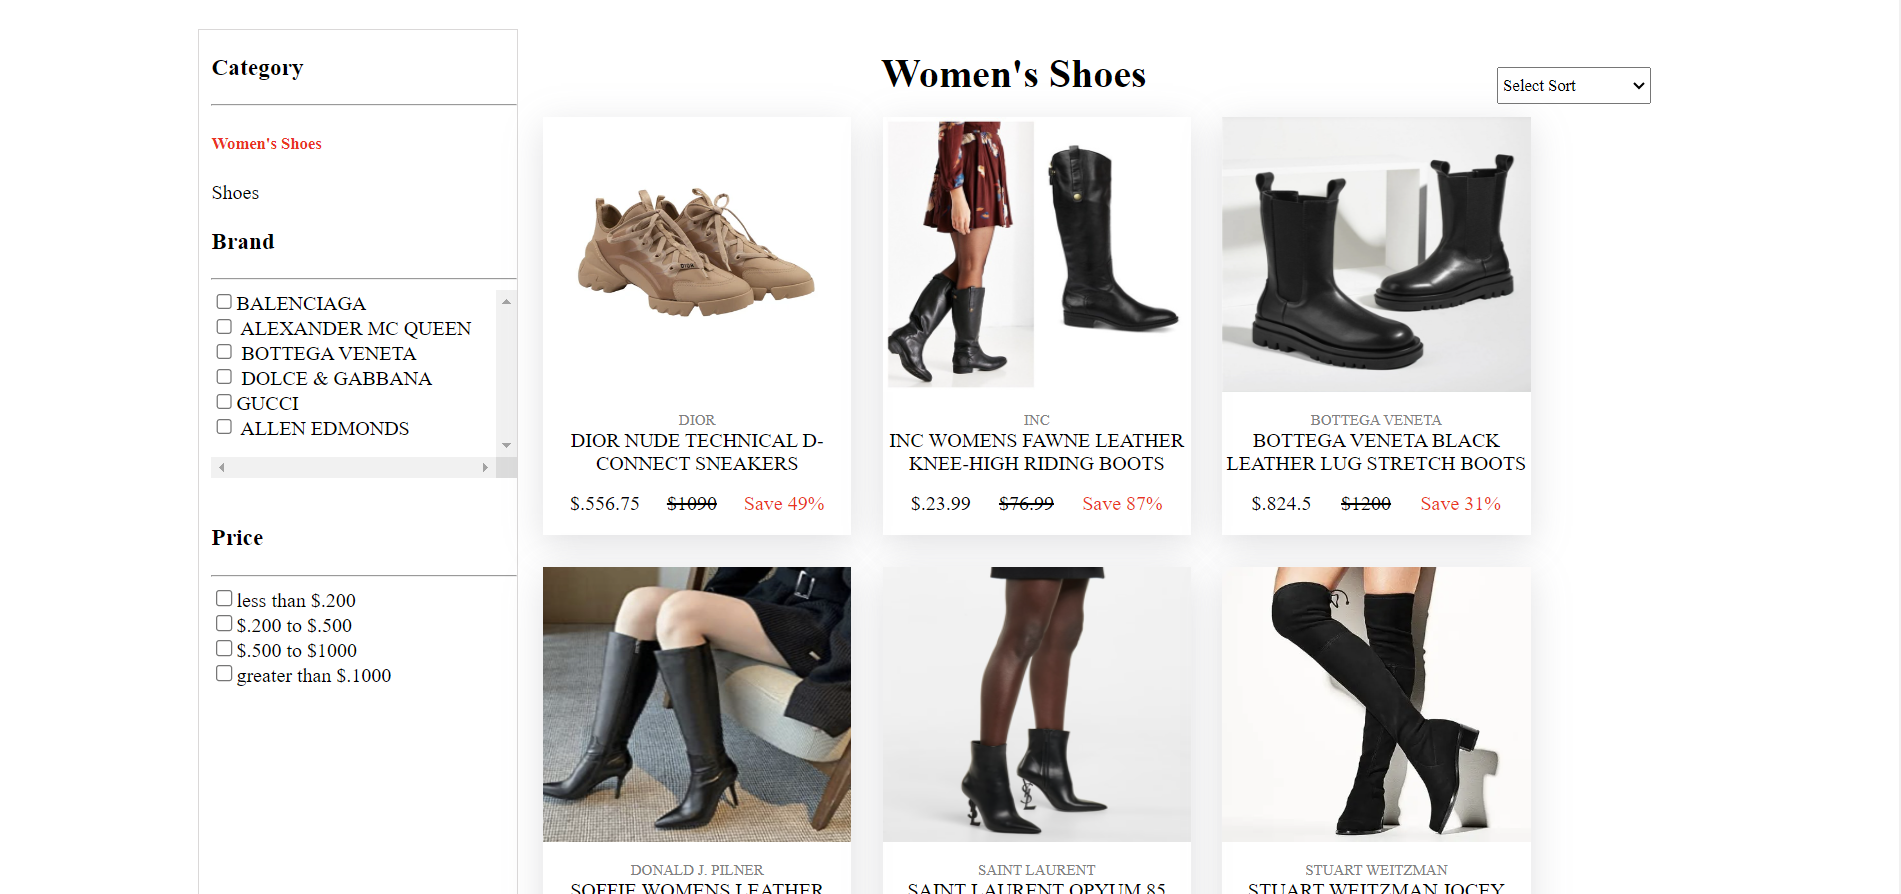 Category
Women's Shoes
Shoes
Brand
BALENCIAGA
ALEXANDER MC QUEEN
BOTTEGA VENETA
DOLCE & GABBANA
GUCCI
ALLEN EDMONDS
Price
less than $.200
$.200 to $.500
$.500 to $1000
greater than $.1000
Women's Shoes
Select Sort
DIOR
DIOR NUDE TECHNICAL D-
CONNECT SNEAKERS
$.556.75 $1090 Save 49%
INC
INC WOMENS FAWNE LEATHER
KNEE-HIGH RIDING BOOTS
$.23.99 $76.99 Save 87%
BOTTEGA VENETA
BOTTEGA VENETA BLACK
LEATHER LUG STRETCH BOOTS
$.824.5 $1200 Save 31%
DONALD J. PILNER
SOFFIE WOMENS LEATHER
SAINT LAURENT
SAINT LAURENT OPYUM 85
STUART WEITZMAN
STUART WEITZMAN JOCEY